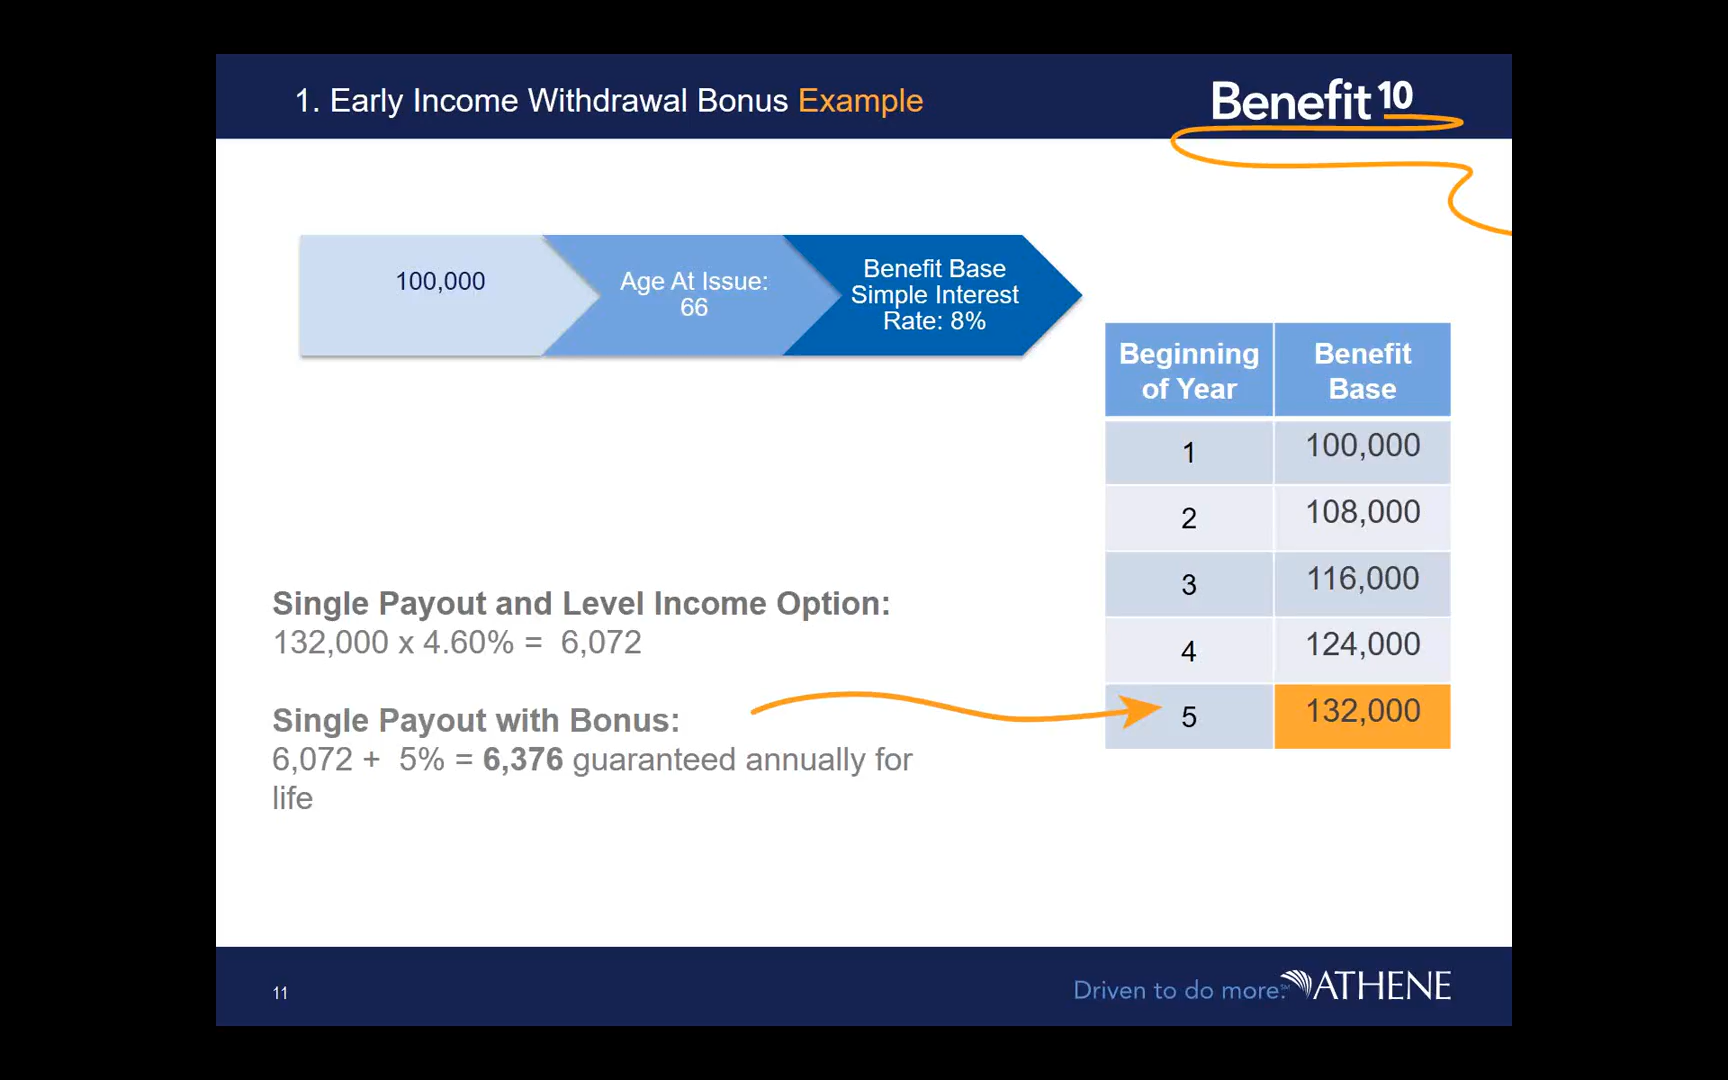 1. Early Income Withdrawal Bonus Example
Benefit 10
100,000
Age At Issue:
66
Benefit Base
Simple Interest
Rate: 8%
Beginning of Year
Benefit Base
1 100,000
2 108,000
3 116,000
4 124,000
5 132,000
Single Payout and Level Income Option:
132,000 x 4.60% = 6,072
Single Payout with Bonus:
6,072 + 5% = 6,376 guaranteed annually for
life
11
Driven to do more.℠ ATHENE